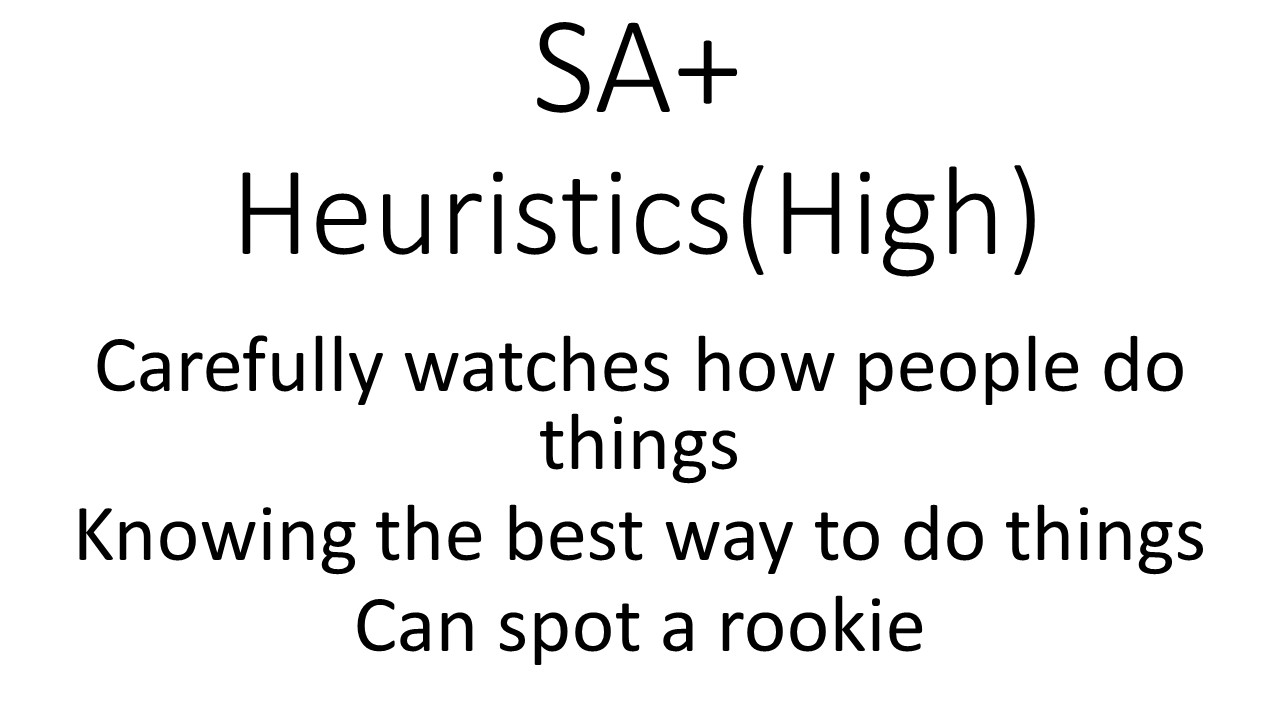 SA+
Heuristics(High)
Carefully watches how people do
things
Knowing the best way to do things
Can spot a rookie